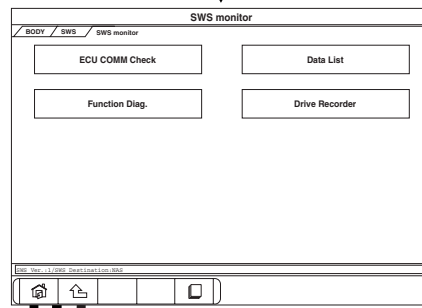 SWS monitor
BODY SWS SWS monitor
ECU COMM Check Data List
Function Diag. Drive Recorder
SWS Ver.:1/SWS Destination:NAS